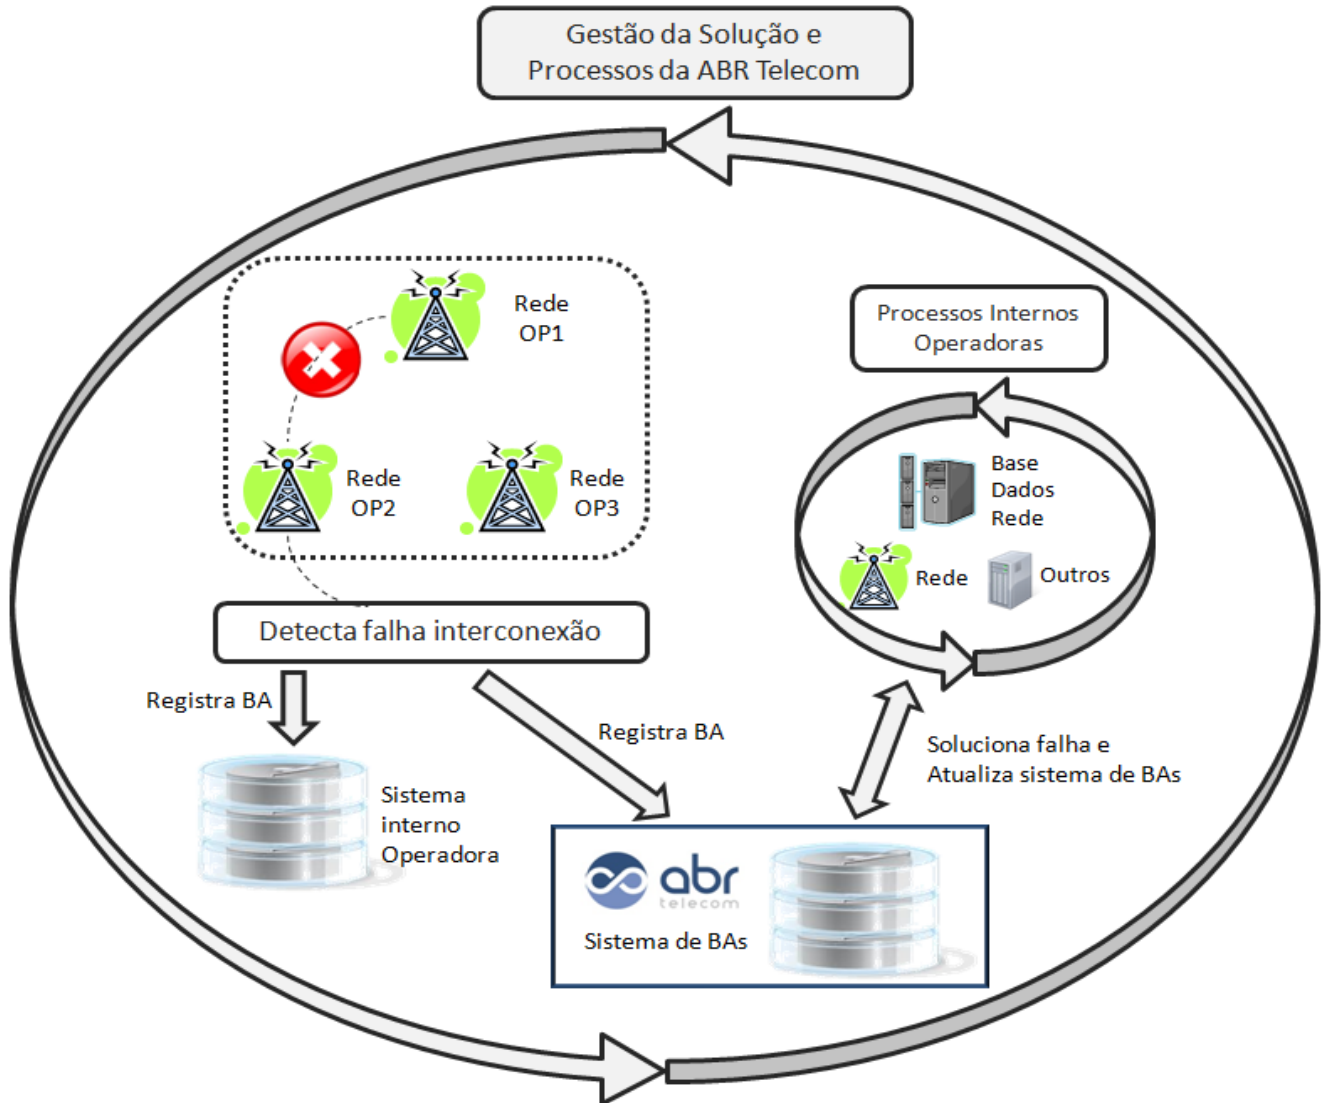 Gestão da Solução e
Processos da ABR Telecom
Rede
OP1
Processos Internos
Operadoras
Rede
OP2
Rede
OP3
Base
Dados
Rede
Rede
Outros
Detecta falha interconexão
Registra BA
Registra BA
Soluciona falha e
Atualiza sistema de BAs
Sistema
interno
Operadora
abr
telecom
Sistema de BAs